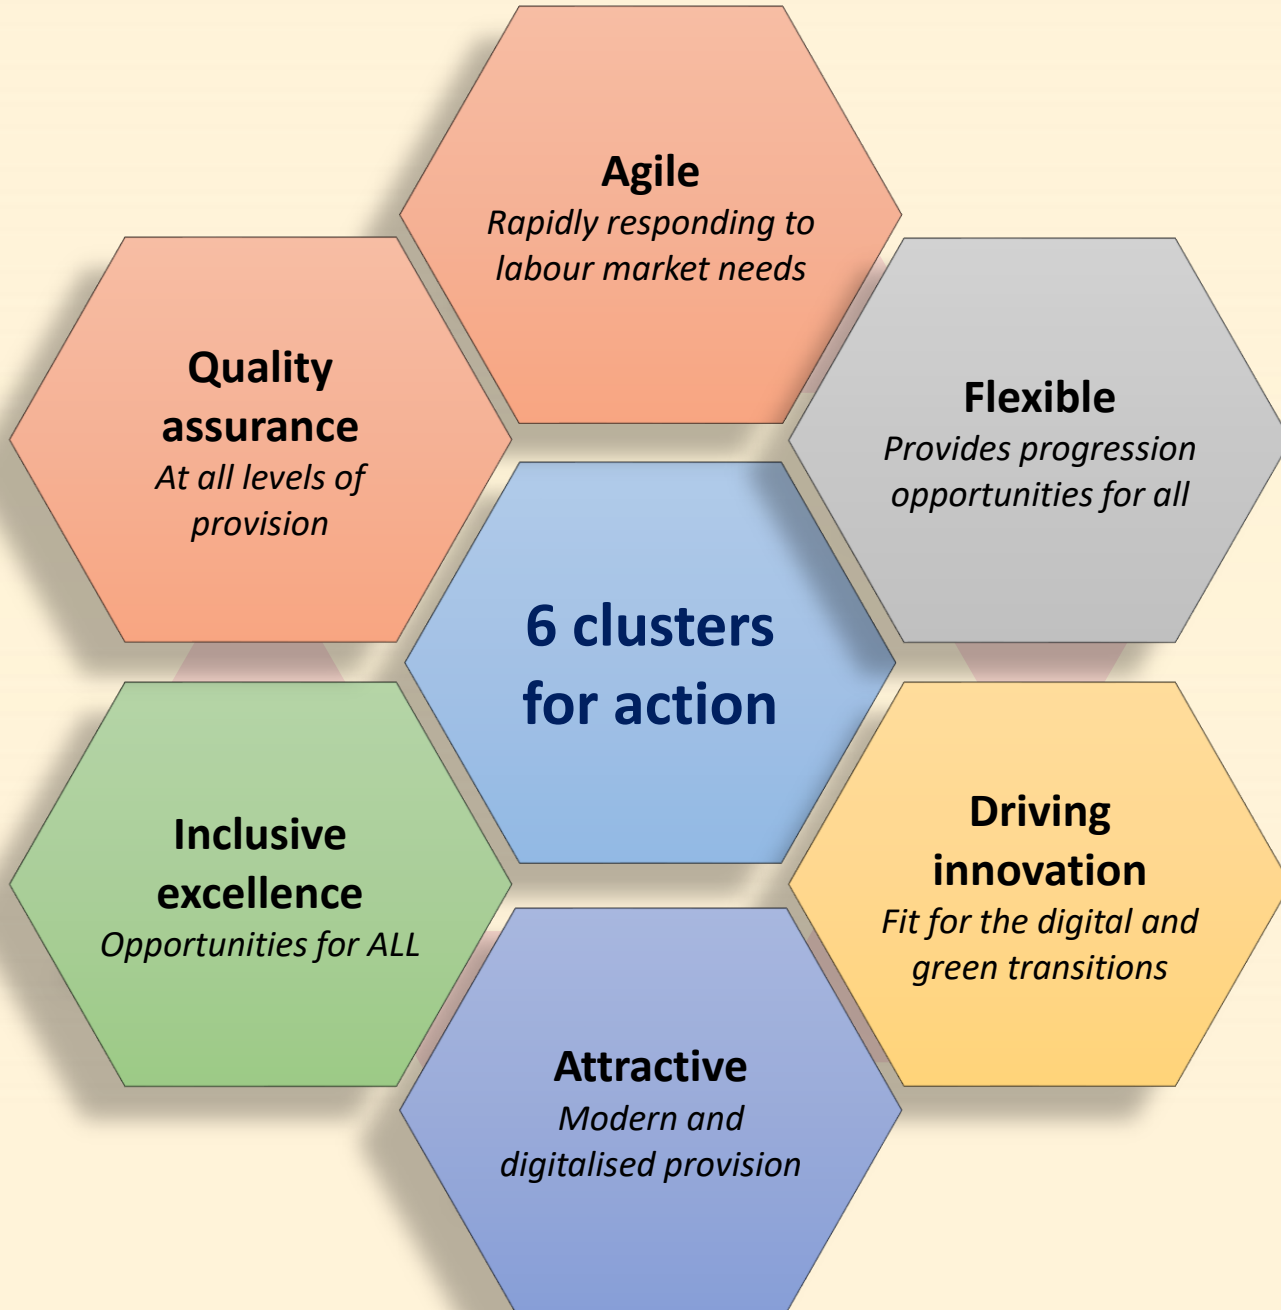 Agile
Rapidly responding to
labour market needs
Quality
assurance
At all levels of
provision
Flexible
Provides progression
opportunities for all
6 clusters
for action
Inclusive
excellence
Opportunities for ALL
Driving
innovation
Fit for the digital and
green transitions
Attractive
Modern and
digitalised provision